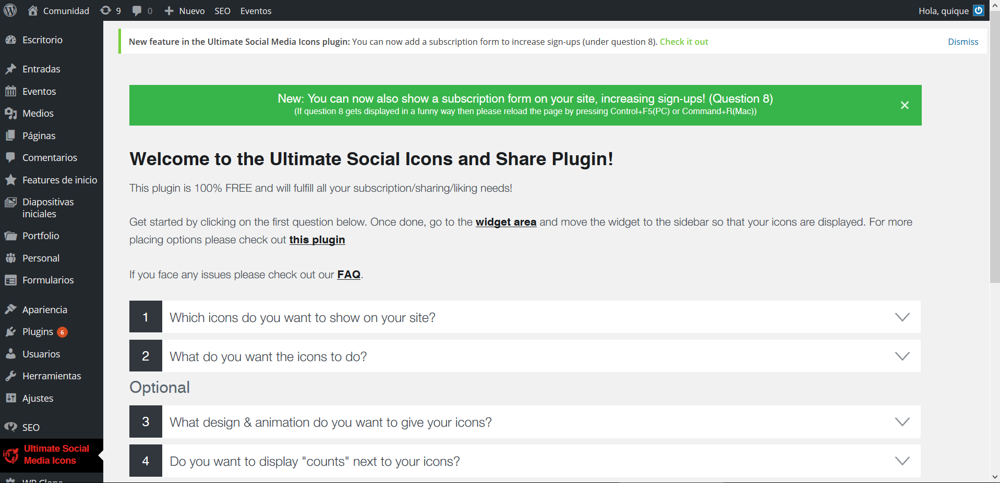 Comunidad 9 0 Nuevo SEO Eventos Hola, quique
Escritorio
Entradas
Eventos
Medios
Páginas
Comentarios
Features de inicio
Diapositivas
iniciales
Portfolio
Personal
Formularios
Apariencia
Plugins 6
Usuarios
Herramientas
Ajustes
SEO
Ultimate Social
Media Icons
New feature in the Ultimate Social Media Icons plugin: You can now add a subscription form to increase sign-ups (under question 8). Check it out Dismiss
New: You can now also show a subscription form on your site, increasing sign-ups! (Question 8)
(If question 8 gets displayed in a funny way then please reload the page by pressing Control+F5(PC) or Command+R(Mac))
Welcome to the Ultimate Social Icons and Share Plugin!
This plugin is 100% FREE and will fulfill all your subscription/sharing/liking needs!
Get started by clicking on the first question below. Once done, go to the widget area and move the widget to the sidebar so that your icons are displayed. For more
placing options please check out this plugin
If you face any issues please check out our FAQ.
1 Which icons do you want to show on your site?
2 What do you want the icons to do?
Optional
3 What design & animation do you want to give your icons?
4 Do you want to display "counts" next to your icons?